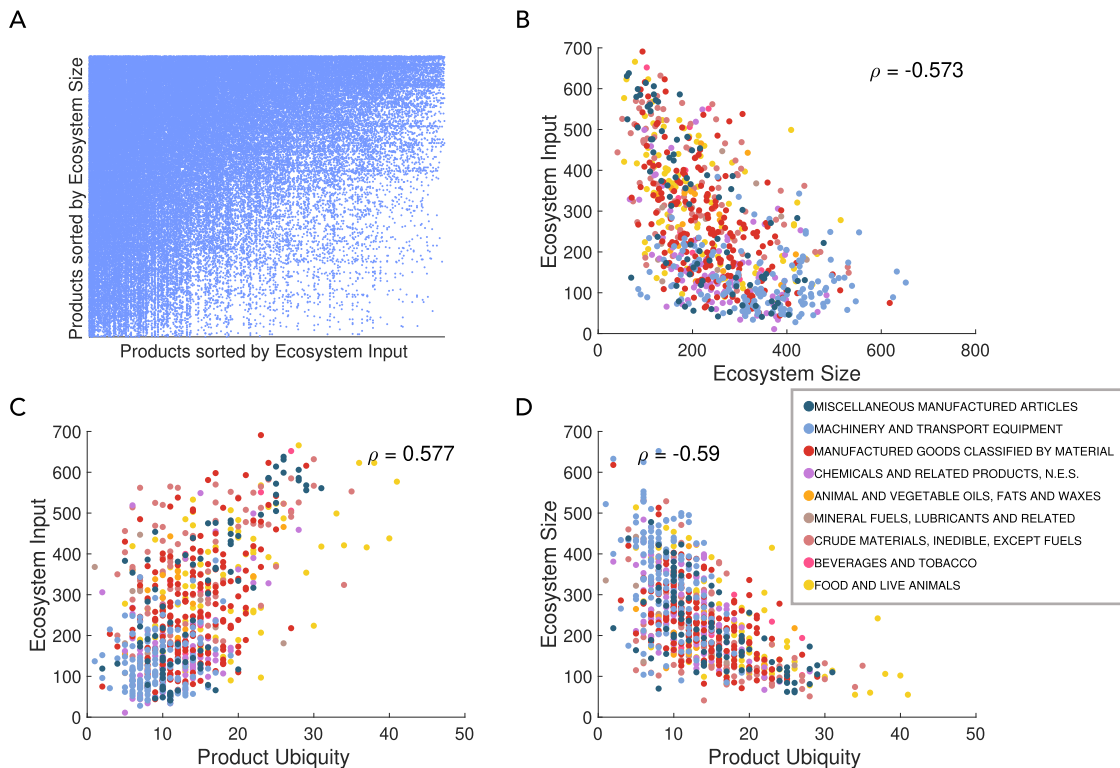 A
Products sorted by Ecosystem Size
Products sorted by Ecosystem Input
B
700
600
500
400
300
200
100
0
Ecosystem Input
ρ = -0.573
0 200 400 600 800
Ecosystem Size
C
700
600
500
400
300
200
100
0
Ecosystem Input
ρ = 0.577
0 10 20 30 40 50
Product Ubiquity
D
700
600
500
400
300
200
100
0
Ecosystem Size
ρ = -0.59
0 10 20 30 40 50
Product Ubiquity
MISCELLANEOUS MANUFACTURED ARTICLES
MACHINERY AND TRANSPORT EQUIPMENT
MANUFACTURED GOODS CLASSIFIED BY MATERIAL
CHEMICALS AND RELATED PRODUCTS, N.E.S.
ANIMAL AND VEGETABLE OILS, FATS AND WAXES
MINERAL FUELS, LUBRICANTS AND RELATED
CRUDE MATERIALS, INEDIBLE, EXCEPT FUELS
BEVERAGES AND TOBACCO
FOOD AND LIVE ANIMALS